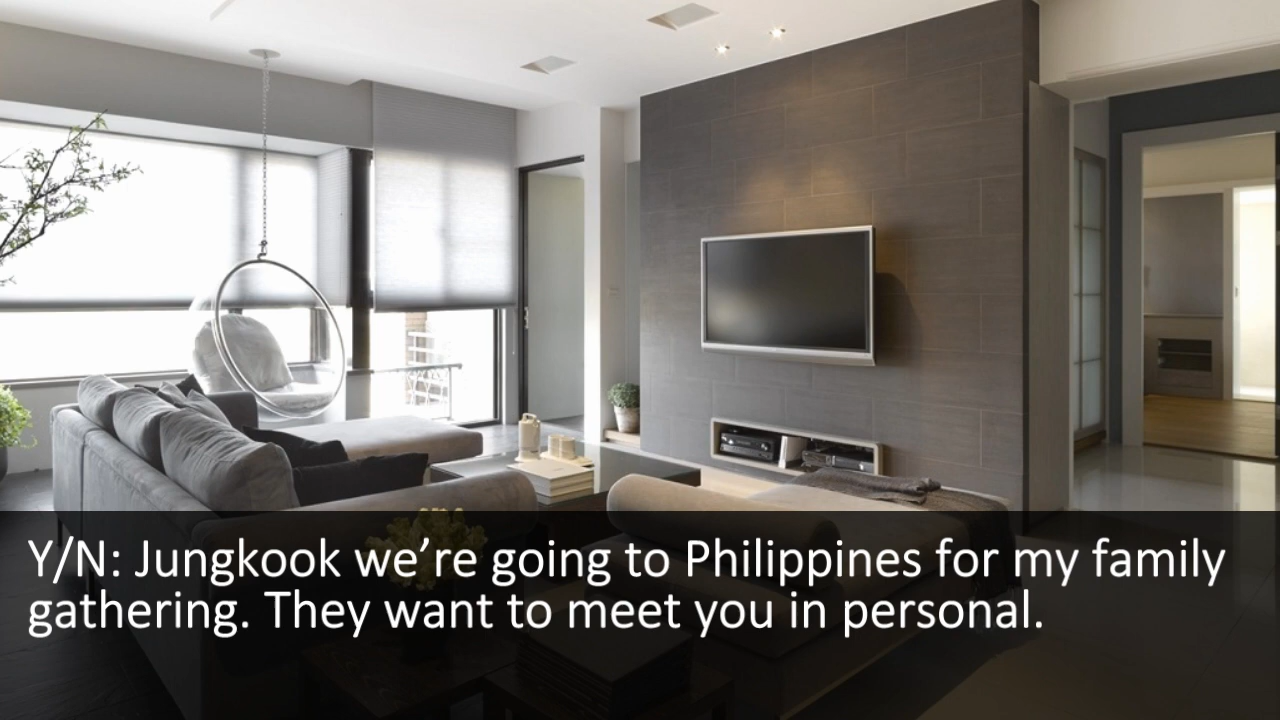 Y/N: Jungkook we’re going to Philippines for my family
gathering. They want to meet you in personal.